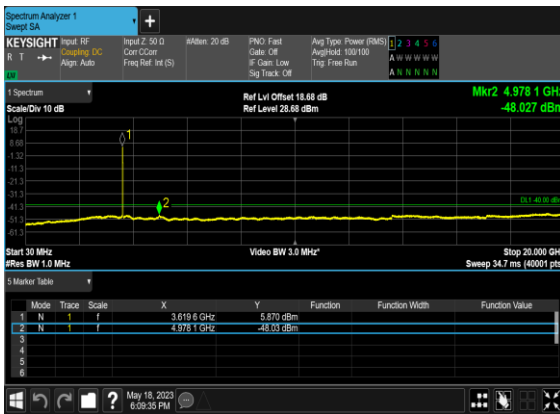 Spectrum Analyzer 1
Swept SA
+
KEYSIGHT Input: RF Input Z: 50 Ω #Atten: 20 dB PNO: Fast Avg Type: Power (RMS) 1 2 3 4 5 6
R T Coupling: DC Corr CCorr Gate: Off Avg|Hold: 100/100 A W W W W W
Align: Auto Freq Ref: Int (S) IF Gain: Low Trig: Free Run
Sig Track: Off A N N N N N
1 Spectrum Mkr2 4.978 1 GHz
Ref Lvl Offset 18.68 dB
Scale/Div 10 dB Ref Level 28.68 dBm -48.027 dBm
Log
18.7
8.68
-1.32
-11.3
-21.3
-31.3
-41.3
-51.3
-61.3
1
2
DL1 -40.00 dBm
Start 30 MHz Video BW 3.0 MHz* Stop 20.000 GHz
#Res BW 1.0 MHz Sweep 34.7 ms (40001 pts)
5 Marker Table
Mode Trace Scale X Y Function Function Width Function Value
1 N 1 f 3.619 6 GHz 5.870 dBm
2 N 1 f 4.978 1 GHz -48.03 dBm
3
4
5
6
? May 18, 2023
6:09:35 PM